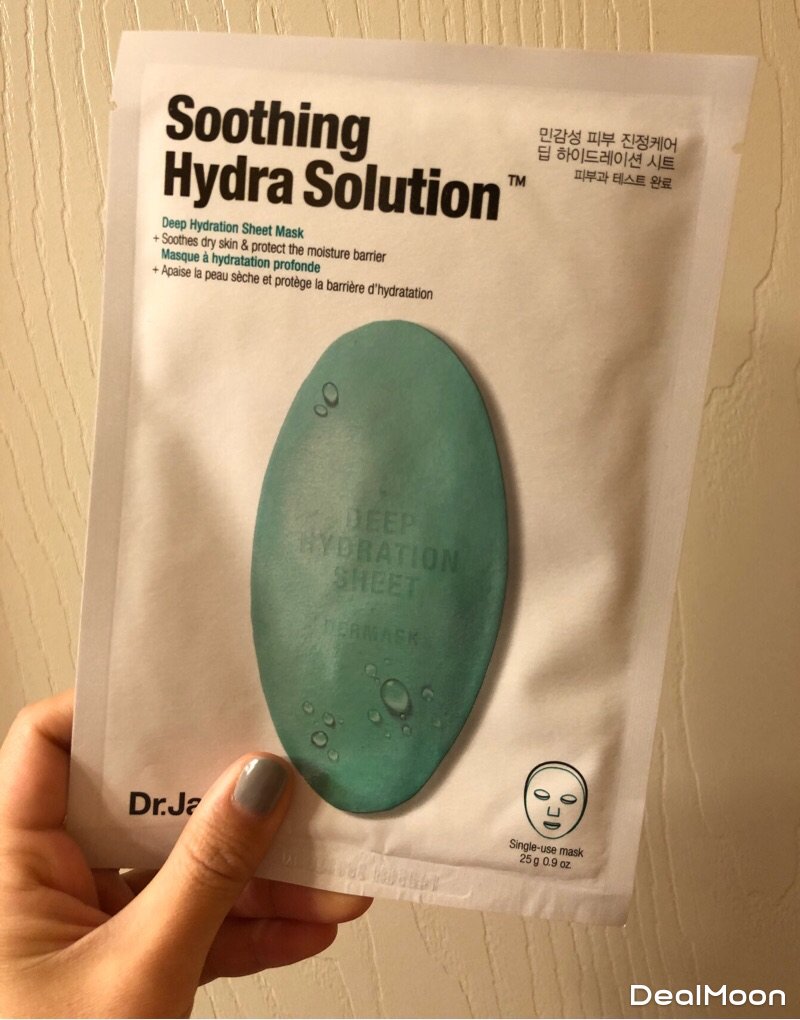 Soothing
Hydra Solution™
민감성 피부 진정케어
딥 하이드레이션 시트
피부과 테스트 완료
Deep Hydration Sheet Mask
+ Soothes dry skin & protect the moisture barrier
Masque à hydratation profonde
+ Apaise la peau sèche et protège la barrière d'hydratation
DEEP
HYDRATION
SHEET
DERMASK
Dr.Ja
Single-use mask
25 g 0.9 oz.
DealMoon